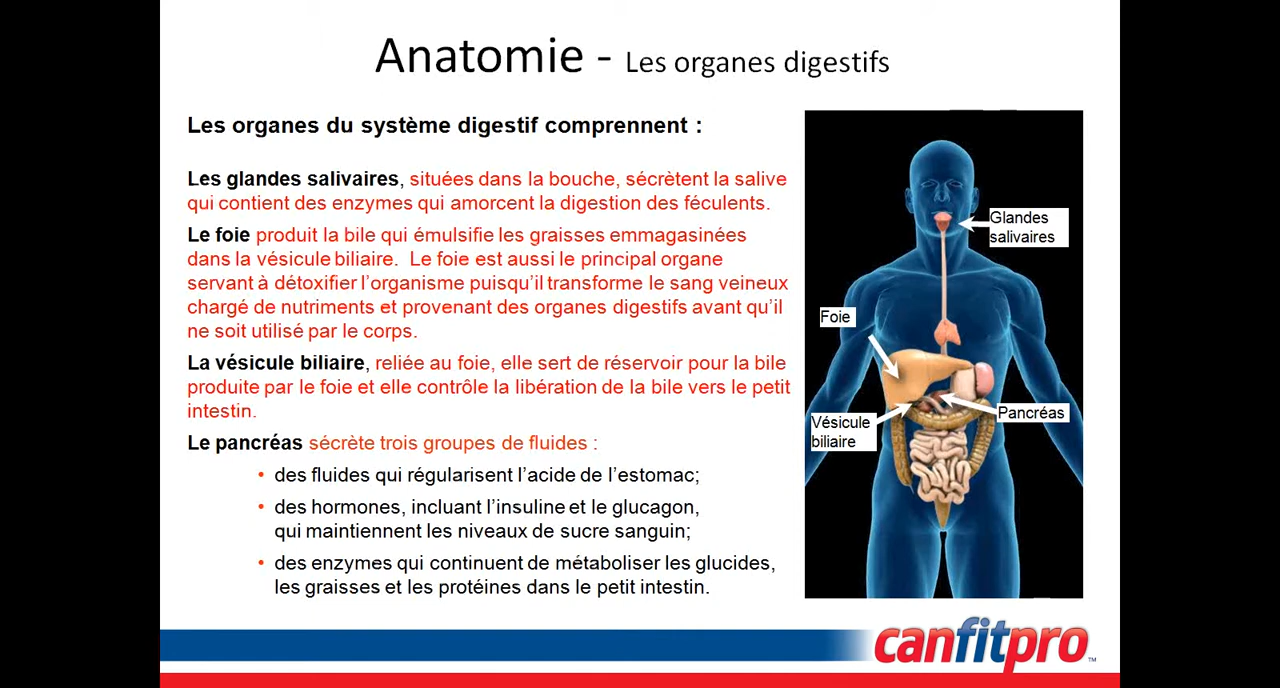 Anatomie - Les organes digestifs
Les organes du système digestif comprennent :
Les glandes salivaires, situées dans la bouche, sécrètent la salive
qui contient des enzymes qui amorcent la digestion des féculents.
Le foie produit la bile qui émulsifie les graisses emmagasinées
dans la vésicule biliaire. Le foie est aussi le principal organe
servant à détoxifier l'organisme puisqu'il transforme le sang veineux
chargé de nutriments et provenant des organes digestifs avant qu'il
ne soit utilisé par le corps.
La vésicule biliaire, reliée au foie, elle sert de réservoir pour la bile
produite par le foie et elle contrôle la libération de la bile vers le petit
intestin.
Le pancréas sécrète trois groupes de fluides :
• des fluides qui régularisent l'acide de l'estomac;
• des hormones, incluant l'insuline et le glucagon,
qui maintiennent les niveaux de sucre sanguin;
• des enzymes qui continuent de métaboliser les glucides,
les graisses et les protéines dans le petit intestin.
Glandes
salivaires
Foie
Pancréas
Vésicule
biliaire
canfitpro™